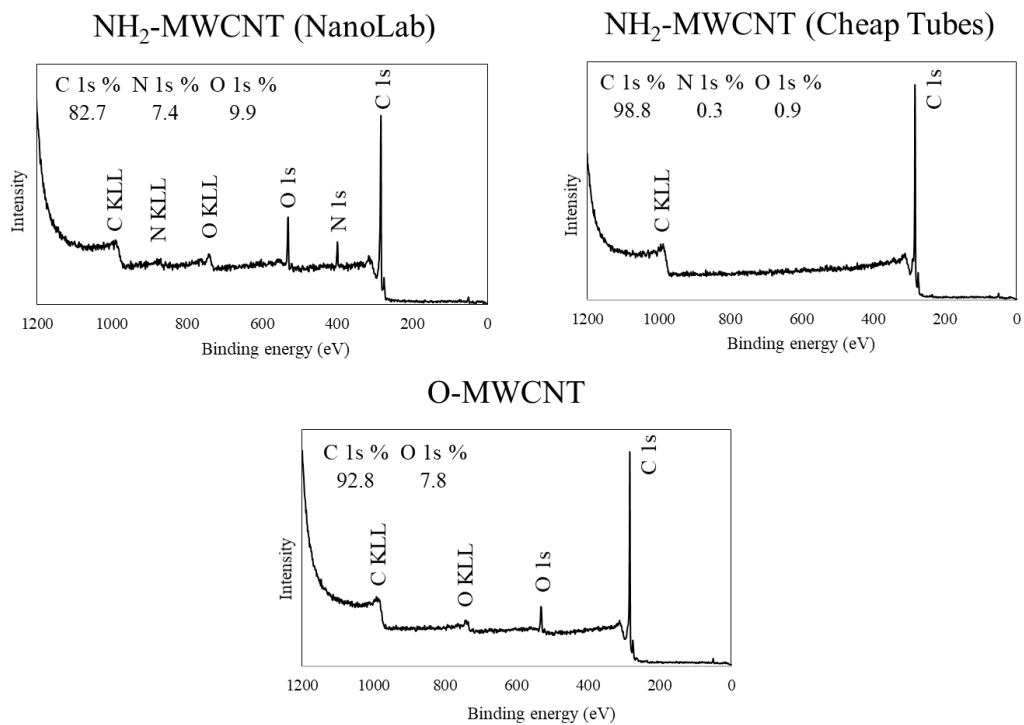 NH₂-MWCNT (NanoLab)
C 1s % N 1s % O 1s %
82.7 7.4 9.9
C KLL
N KLL
O KLL
O 1s
N 1s
C 1s
Intensity
1200 1000 800 600 400 200 0
Binding energy (eV)
NH₂-MWCNT (Cheap Tubes)
C 1s % N 1s % O 1s %
98.8 0.3 0.9
C KLL
C 1s
Intensity
1200 1000 800 600 400 200 0
Binding energy (eV)
O-MWCNT
C 1s % O 1s %
92.8 7.8
C KLL
O KLL
O 1s
C 1s
Intensity
1200 1000 800 600 400 200 0
Binding energy (eV)